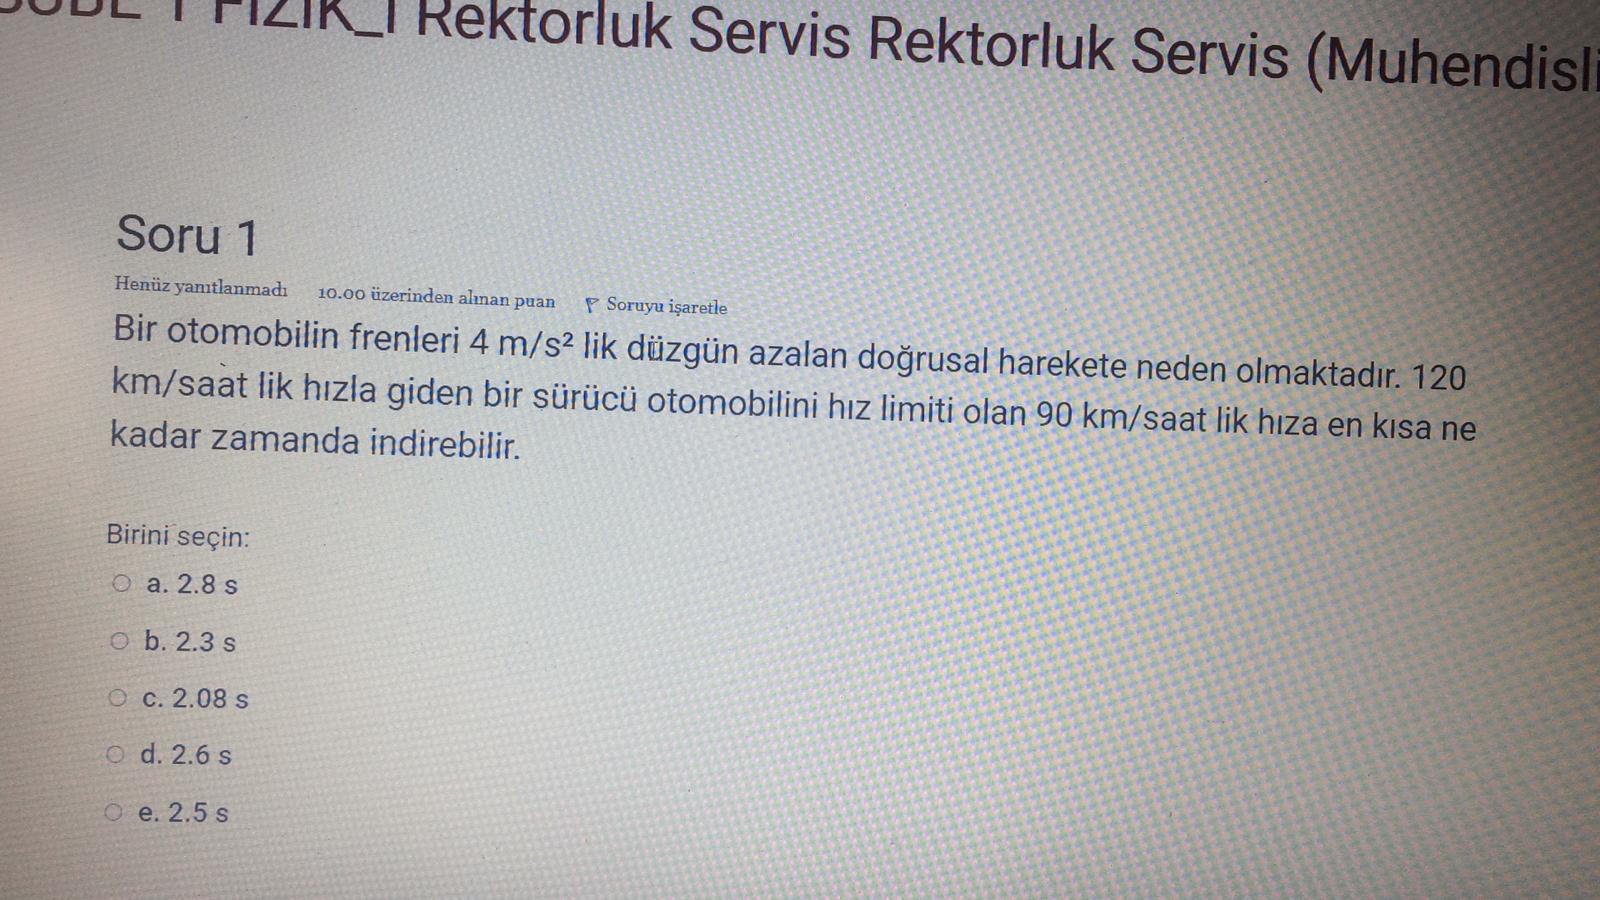 FIZIK_I Rektorluk Servis Rektorluk Servis (Muhendisli
Soru 1
Henüz yanıtlanmadı 10.00 üzerinden alınan puan Soruyu işaretle
Bir otomobilin frenleri 4 m/s² lik düzgün azalan doğrusal harekete neden olmaktadır. 120
km/saat lik hızla giden bir sürücü otomobilini hız limiti olan 90 km/saat lik hıza en kısa ne
kadar zamanda indirebilir.
Birini seçin:
a. 2.8 s
b. 2.3 s
c. 2.08 s
d. 2.6 s
e. 2.5 s